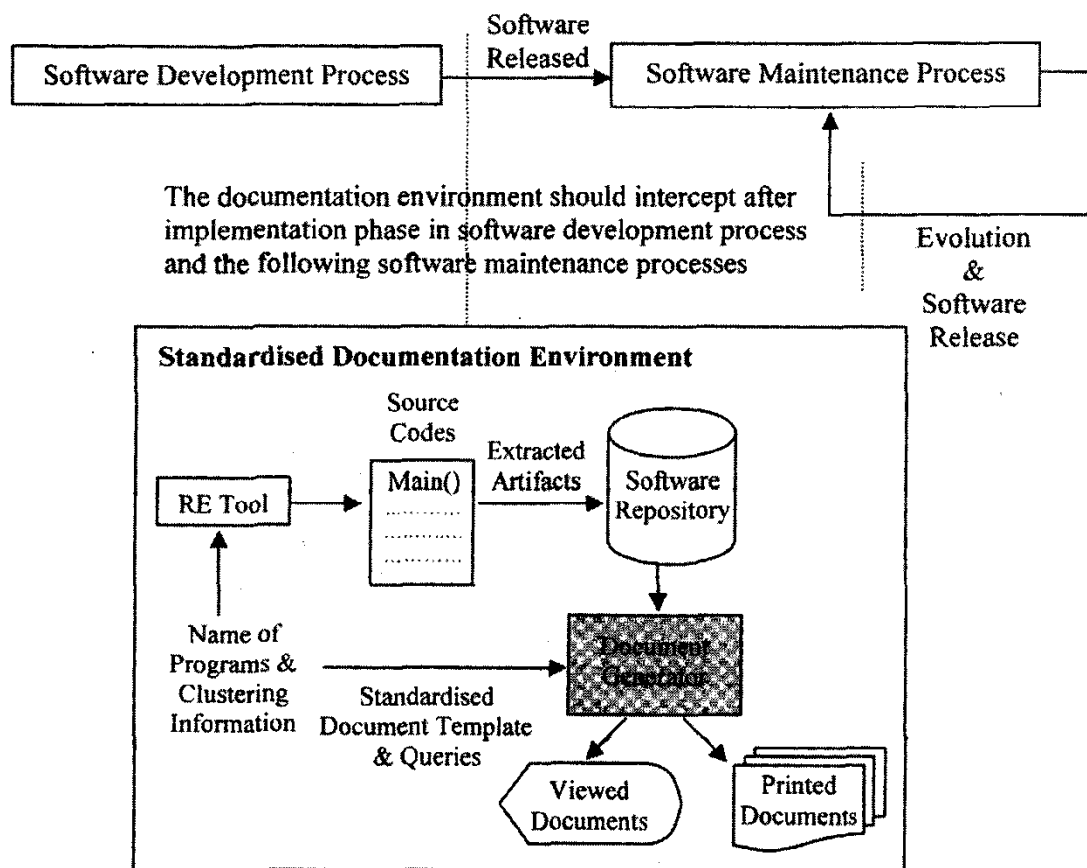 Software
Released
Software Development Process
Software Maintenance Process
The documentation environment should intercept after
implementation phase in software development process
and the following software maintenance processes
Evolution
&
Software
Release
Standardised Documentation Environment
Source
Codes
Main()
Extracted
Artifacts
Software
Repository
RE Tool
Name of
Programs &
Clustering
Information
Standardised
Document Template
& Queries
Document
Generator
Viewed
Documents
Printed
Documents